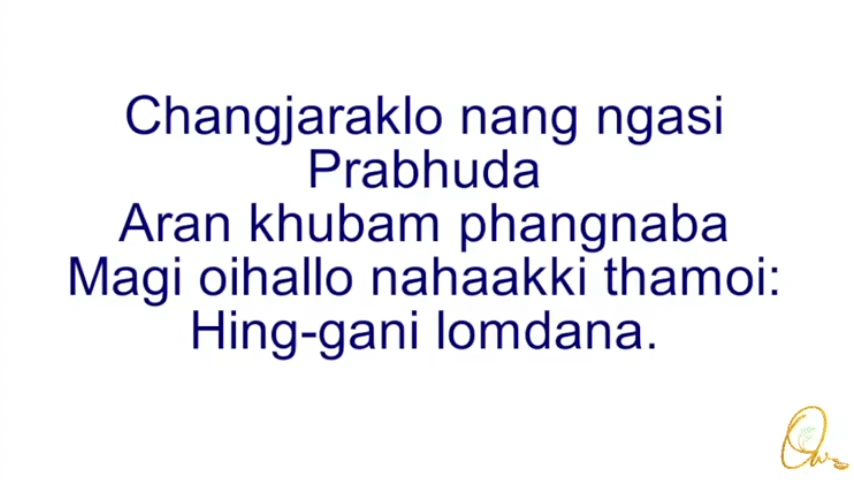 Changjaraklo nang ngasi
Prabhuda
Aran khubam phangnaba
Magi oihallo nahaakki thamoi:
Hing-gani lomdana.